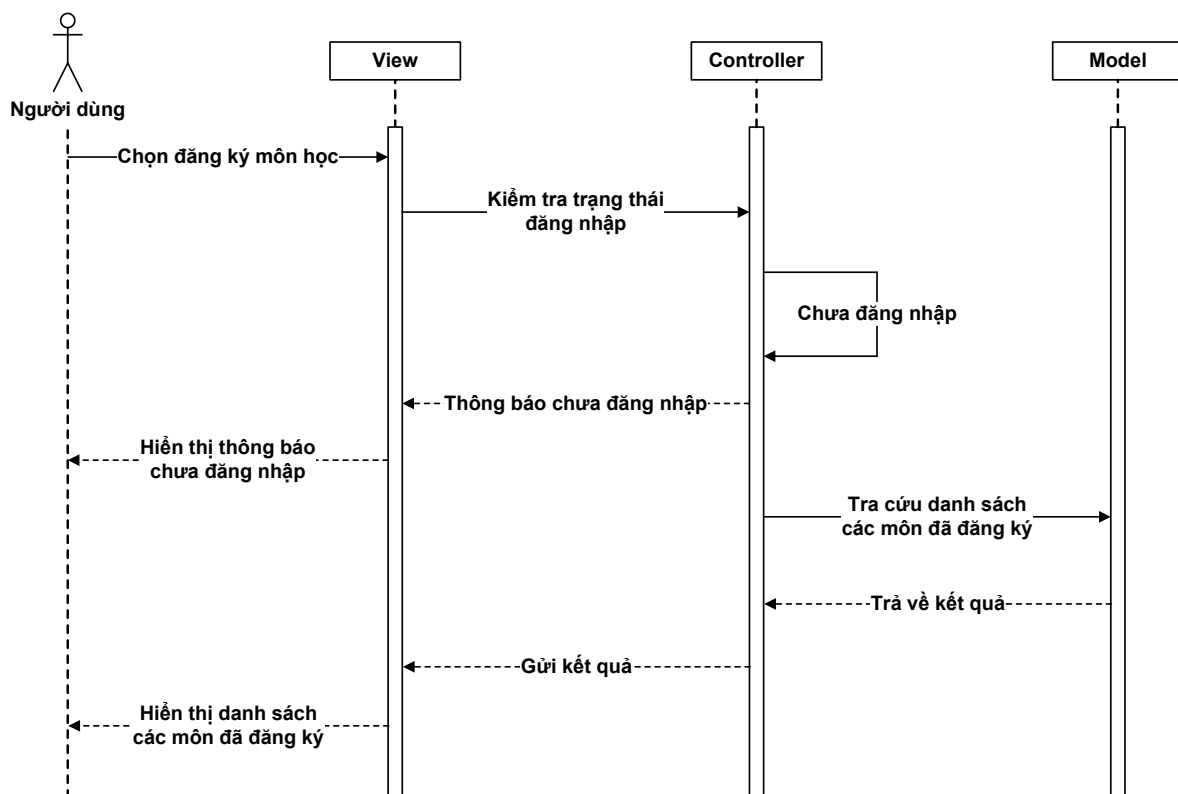 View
Controller
Model
Người dùng
Chọn đăng ký môn học
Kiểm tra trạng thái
đăng nhập
Chưa đăng nhập
Thông báo chưa đăng nhập
Hiển thị thông báo
chưa đăng nhập
Tra cứu danh sách
các môn đã đăng ký
Trả về kết quả
Gửi kết quả
Hiển thị danh sách
các môn đã đăng ký